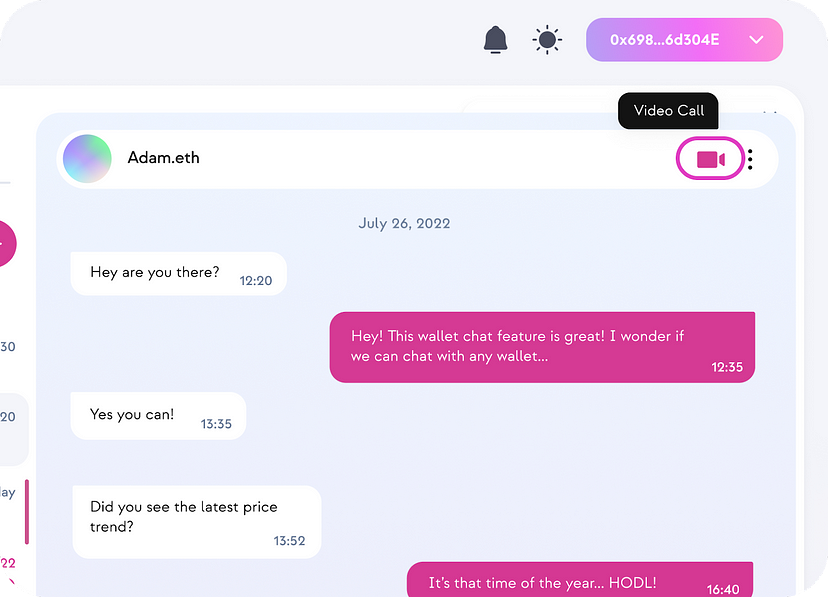 0x698...6d304E
Video Call
Adam.eth
July 26, 2022
Hey are you there?
12:20
Hey! This wallet chat feature is great! I wonder if
we can chat with any wallet...
12:35
30
Yes you can!
13:35
20
Did you see the latest price
trend?
13:52
ay
22
It's that time of the year... HODL!
16:40